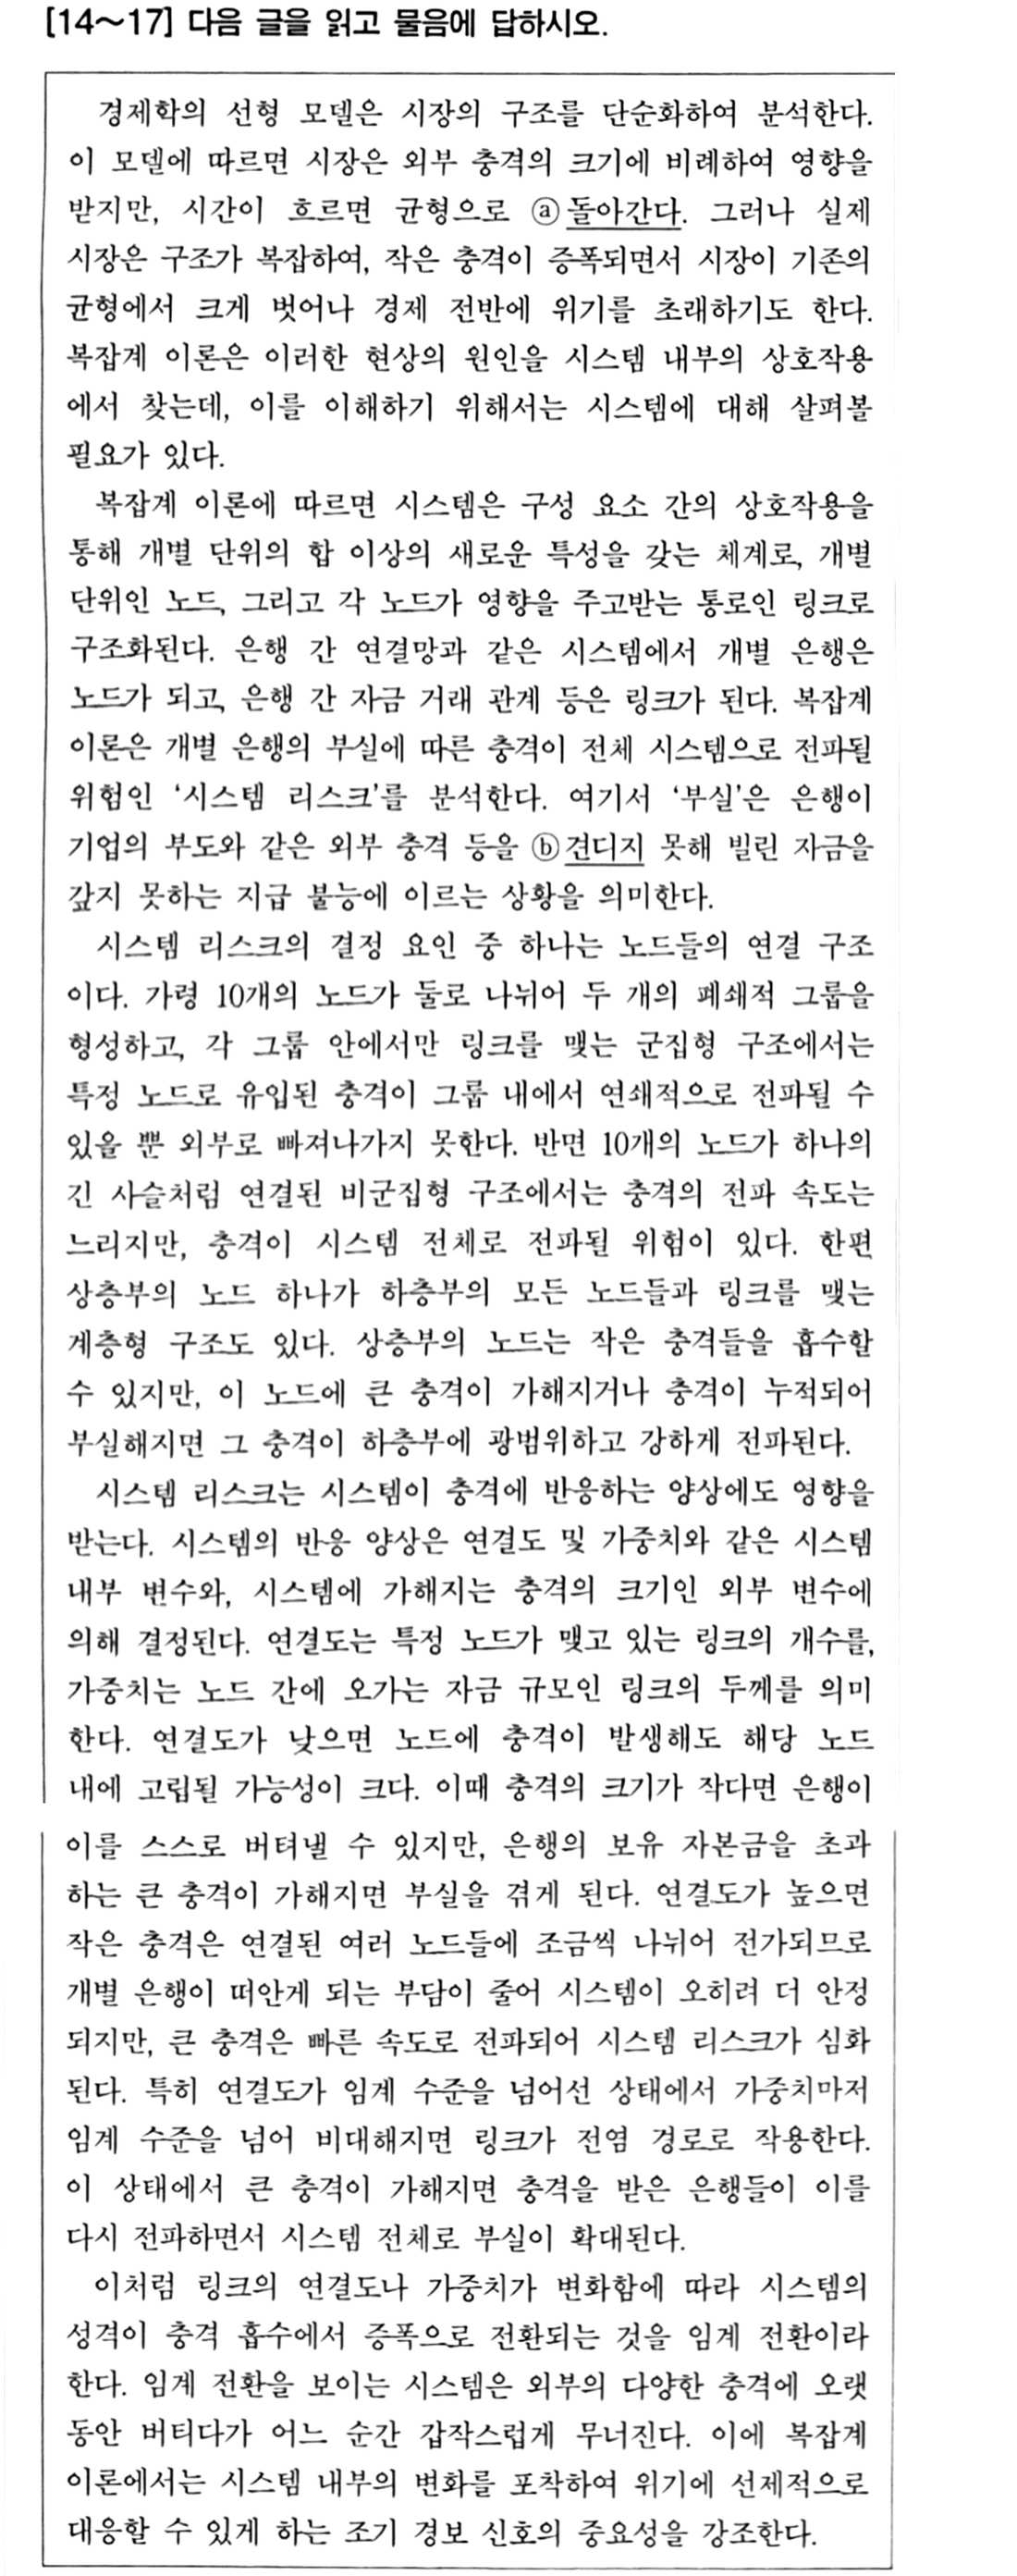 [14～17] 다음 글을 읽고 물음에 답하시오.
경제학의 선형 모델은 시장의 구조를 단순화하여 분석한다.
이 모델에 따르면 시장은 외부 충격의 크기에 비례하여 영향을
받지만, 시간이 흐르면 균형으로 ⓐ돌아간다. 그러나 실제
시장은 구조가 복잡하여, 작은 충격이 증폭되면서 시장이 기존의
균형에서 크게 벗어나 경제 전반에 위기를 초래하기도 한다.
복잡계 이론은 이러한 현상의 원인을 시스템 내부의 상호작용
에서 찾는데, 이를 이해하기 위해서는 시스템에 대해 살펴볼
필요가 있다.
복잡계 이론에 따르면 시스템은 구성 요소 간의 상호작용을
통해 개별 단위의 합 이상의 새로운 특성을 갖는 체계로, 개별
단위인 노드, 그리고 각 노드가 영향을 주고받는 통로인 링크로
구조화된다. 은행 간 연결망과 같은 시스템에서 개별 은행은
노드가 되고, 은행 간 자금 거래 관계 등은 링크가 된다. 복잡계
이론은 개별 은행의 부실에 따른 충격이 전체 시스템으로 전파될
위험인 ‘시스템 리스크’를 분석한다. 여기서 ‘부실’은 은행이
기업의 부도와 같은 외부 충격 등을 ⓑ견디지 못해 빌린 자금을
갚지 못하는 지급 불능에 이르는 상황을 의미한다.
시스템 리스크의 결정 요인 중 하나는 노드들의 연결 구조
이다. 가령 10개의 노드가 둘로 나뉘어 두 개의 폐쇄적 그룹을
형성하고, 각 그룹 안에서만 링크를 맺는 군집형 구조에서는
특정 노드로 유입된 충격이 그룹 내에서 연쇄적으로 전파될 수
있을 뿐 외부로 빠져나가지 못한다. 반면 10개의 노드가 하나의
긴 사슬처럼 연결된 비군집형 구조에서는 충격의 전파 속도는
느리지만, 충격이 시스템 전체로 전파될 위험이 있다. 한편
상층부의 노드 하나가 하층부의 모든 노드들과 링크를 맺는
계층형 구조도 있다. 상층부의 노드는 작은 충격들을 흡수할
수 있지만, 이 노드에 큰 충격이 가해지거나 충격이 누적되어
부실해지면 그 충격이 하층부에 광범위하고 강하게 전파된다.
시스템 리스크는 시스템이 충격에 반응하는 양상에도 영향을
받는다. 시스템의 반응 양상은 연결도 및 가중치와 같은 시스템
내부 변수와, 시스템에 가해지는 충격의 크기인 외부 변수에
의해 결정된다. 연결도는 특정 노드가 맺고 있는 링크의 개수를,
가중치는 노드 간에 오가는 자금 규모인 링크의 두께를 의미
한다. 연결도가 낮으면 노드에 충격이 발생해도 해당 노드
내에 고립될 가능성이 크다. 이때 충격의 크기가 작다면 은행이
이를 스스로 버텨낼 수 있지만, 은행의 보유 자본금을 초과
하는 큰 충격이 가해지면 부실을 겪게 된다. 연결도가 높으면
작은 충격은 연결된 여러 노드들에 조금씩 나뉘어 전가되므로
개별 은행이 떠안게 되는 부담이 줄어 시스템이 오히려 더 안정
되지만, 큰 충격은 빠른 속도로 전파되어 시스템 리스크가 심화
된다. 특히 연결도가 임계 수준을 넘어선 상태에서 가중치마저
임계 수준을 넘어 비대해지면 링크가 전염 경로로 작용한다.
이 상태에서 큰 충격이 가해지면 충격을 받은 은행들이 이를
다시 전파하면서 시스템 전체로 부실이 확대된다.
이처럼 링크의 연결도나 가중치가 변화함에 따라 시스템의
성격이 충격 흡수에서 증폭으로 전환되는 것을 임계 전환이라
한다. 임계 전환을 보이는 시스템은 외부의 다양한 충격에 오랫
동안 버티다가 어느 순간 갑작스럽게 무너진다. 이에 복잡계
이론에서는 시스템 내부의 변화를 포착하여 위기에 선제적으로
대응할 수 있게 하는 조기 경보 신호의 중요성을 강조한다.